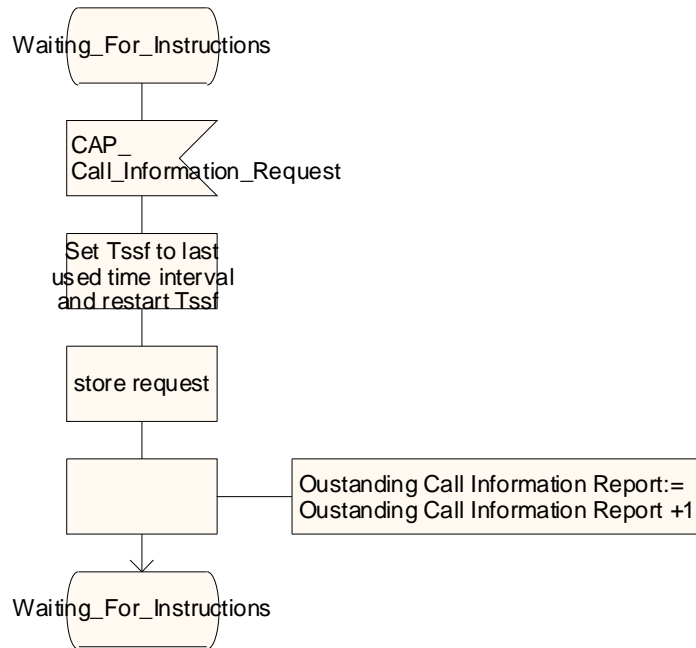 Waiting_For_Instructions
CAP_
Call_Information_Request
Set Tssf to last
used time interval
and restart Tssf
store request
Oustanding Call Information Report:=
Oustanding Call Information Report +1
Waiting_For_Instructions